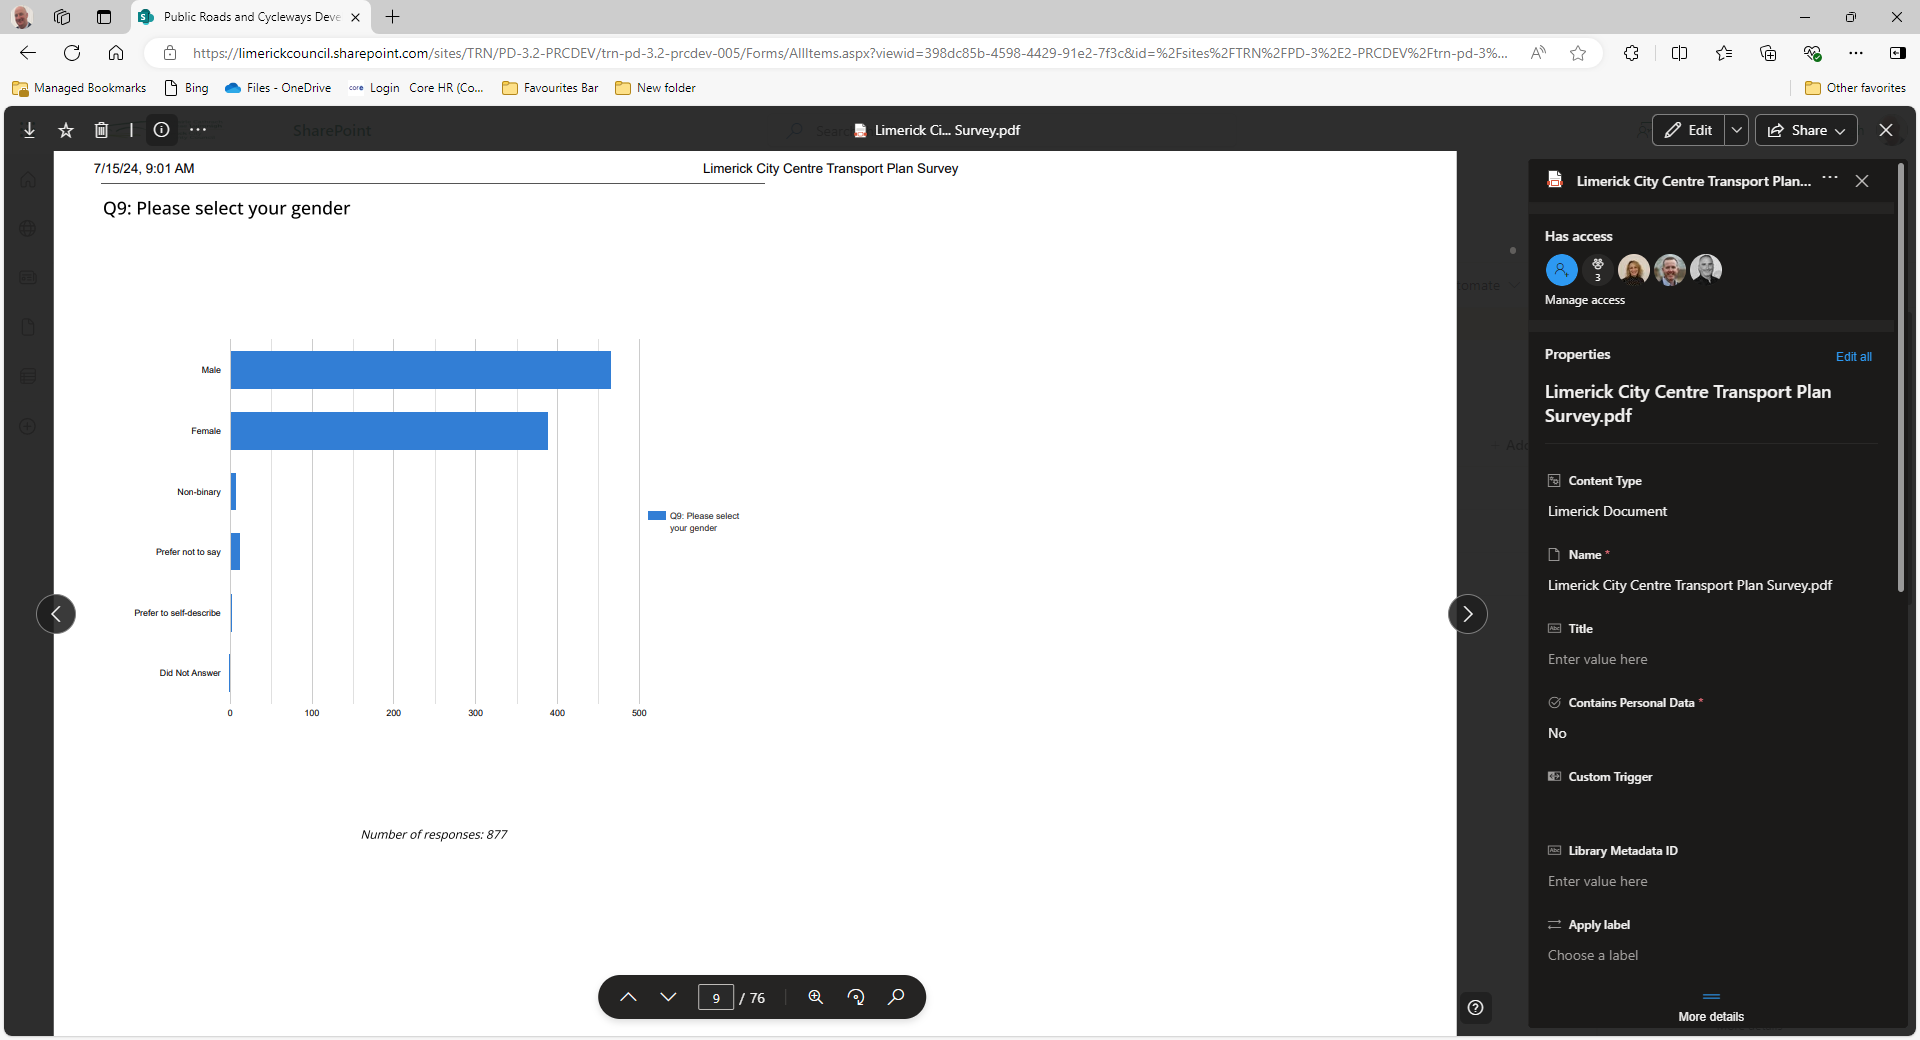 Public Roads and Cycleways Deve
https://limerickcouncil.sharepoint.com/sites/TRN/PD-3.2-PRCDEV/trn-pd-3.2-prcdev-005/Forms/AllItems.aspx?viewid=398dc85b-4598-4429-91e2-7f3c&id=%2Fsites%2FTRN%2FPD-3%2E2-PRCDEV%2Ftrn-pd-3%...
Managed Bookmarks Bing Files - OneDrive core Login Core HR (Co... Favourites Bar New folder Other favorites
SharePoint Limerick Ci... Survey.pdf Edit Share
7/15/24, 9:01 AM Limerick City Centre Transport Plan Survey
Q9: Please select your gender
Male
Female
Non-binary
Prefer not to say
Prefer to self-describe
Did Not Answer
0 100 200 300 400 500
Q9: Please select
your gender
Number of responses: 877
9 / 76
Limerick City Centre Transport Plan... ...
Has access
3
Manage access
Properties Edit all
Limerick City Centre Transport Plan
Survey.pdf
Content Type
Limerick Document
Name *
Limerick City Centre Transport Plan Survey.pdf
Abc Title
Enter value here
Contains Personal Data *
No
Custom Trigger
Abc Library Metadata ID
Enter value here
Apply label
Choose a label
More details